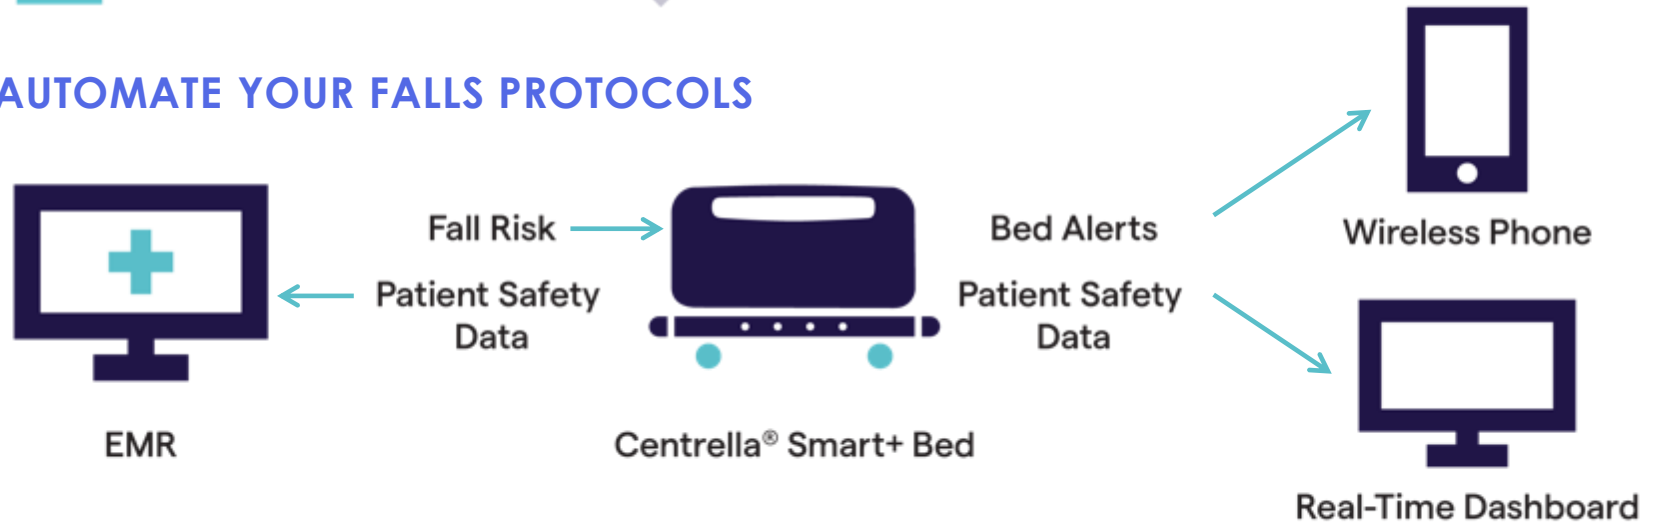 AUTOMATE YOUR FALLS PROTOCOLS
Fall Risk
Patient Safety
Data
Bed Alerts
Patient Safety
Data
Wireless Phone
EMR
Centrella® Smart+ Bed
Real-Time Dashboard